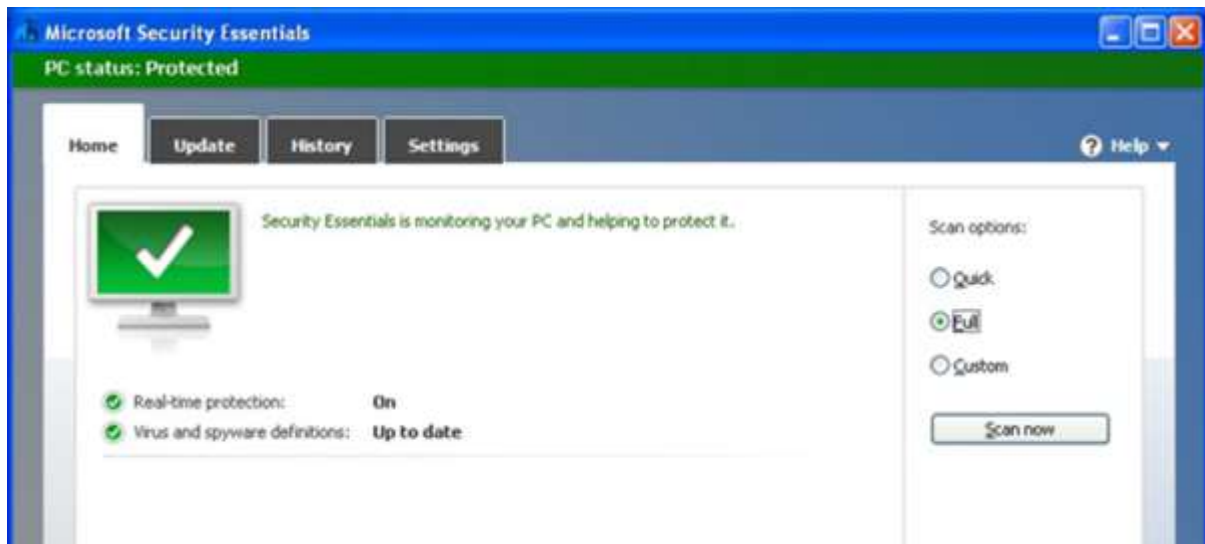 Microsoft Security Essentials
PC status: Protected
Home
Update
History
Settings
Help
Security Essentials is monitoring your PC and helping to protect it.
Scan options:
Quick
Full
Custom
Real-time protection: On
Virus and spyware definitions: Up to date
Scan now